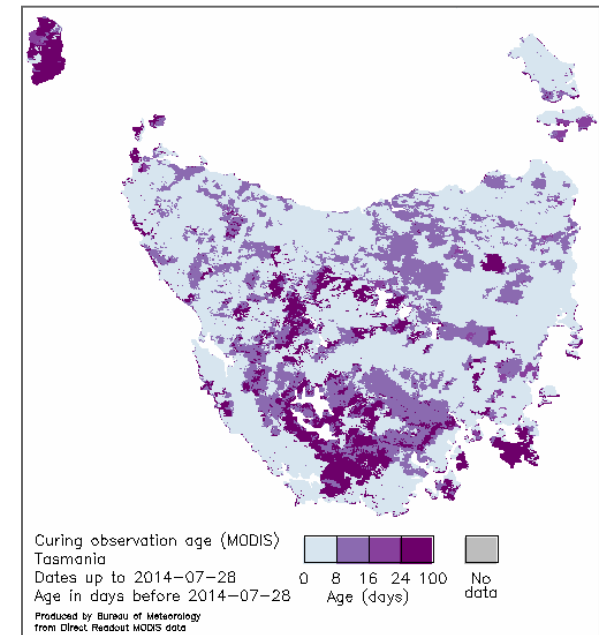 Curing observation age (MODIS)
Tasmania
Dates up to 2014-07-28
Age in days before 2014-07-28
0 8 16 24 100
Age (days)
No
data
Produced by Bureau of Meteorology
from Direct Readout MODIS data